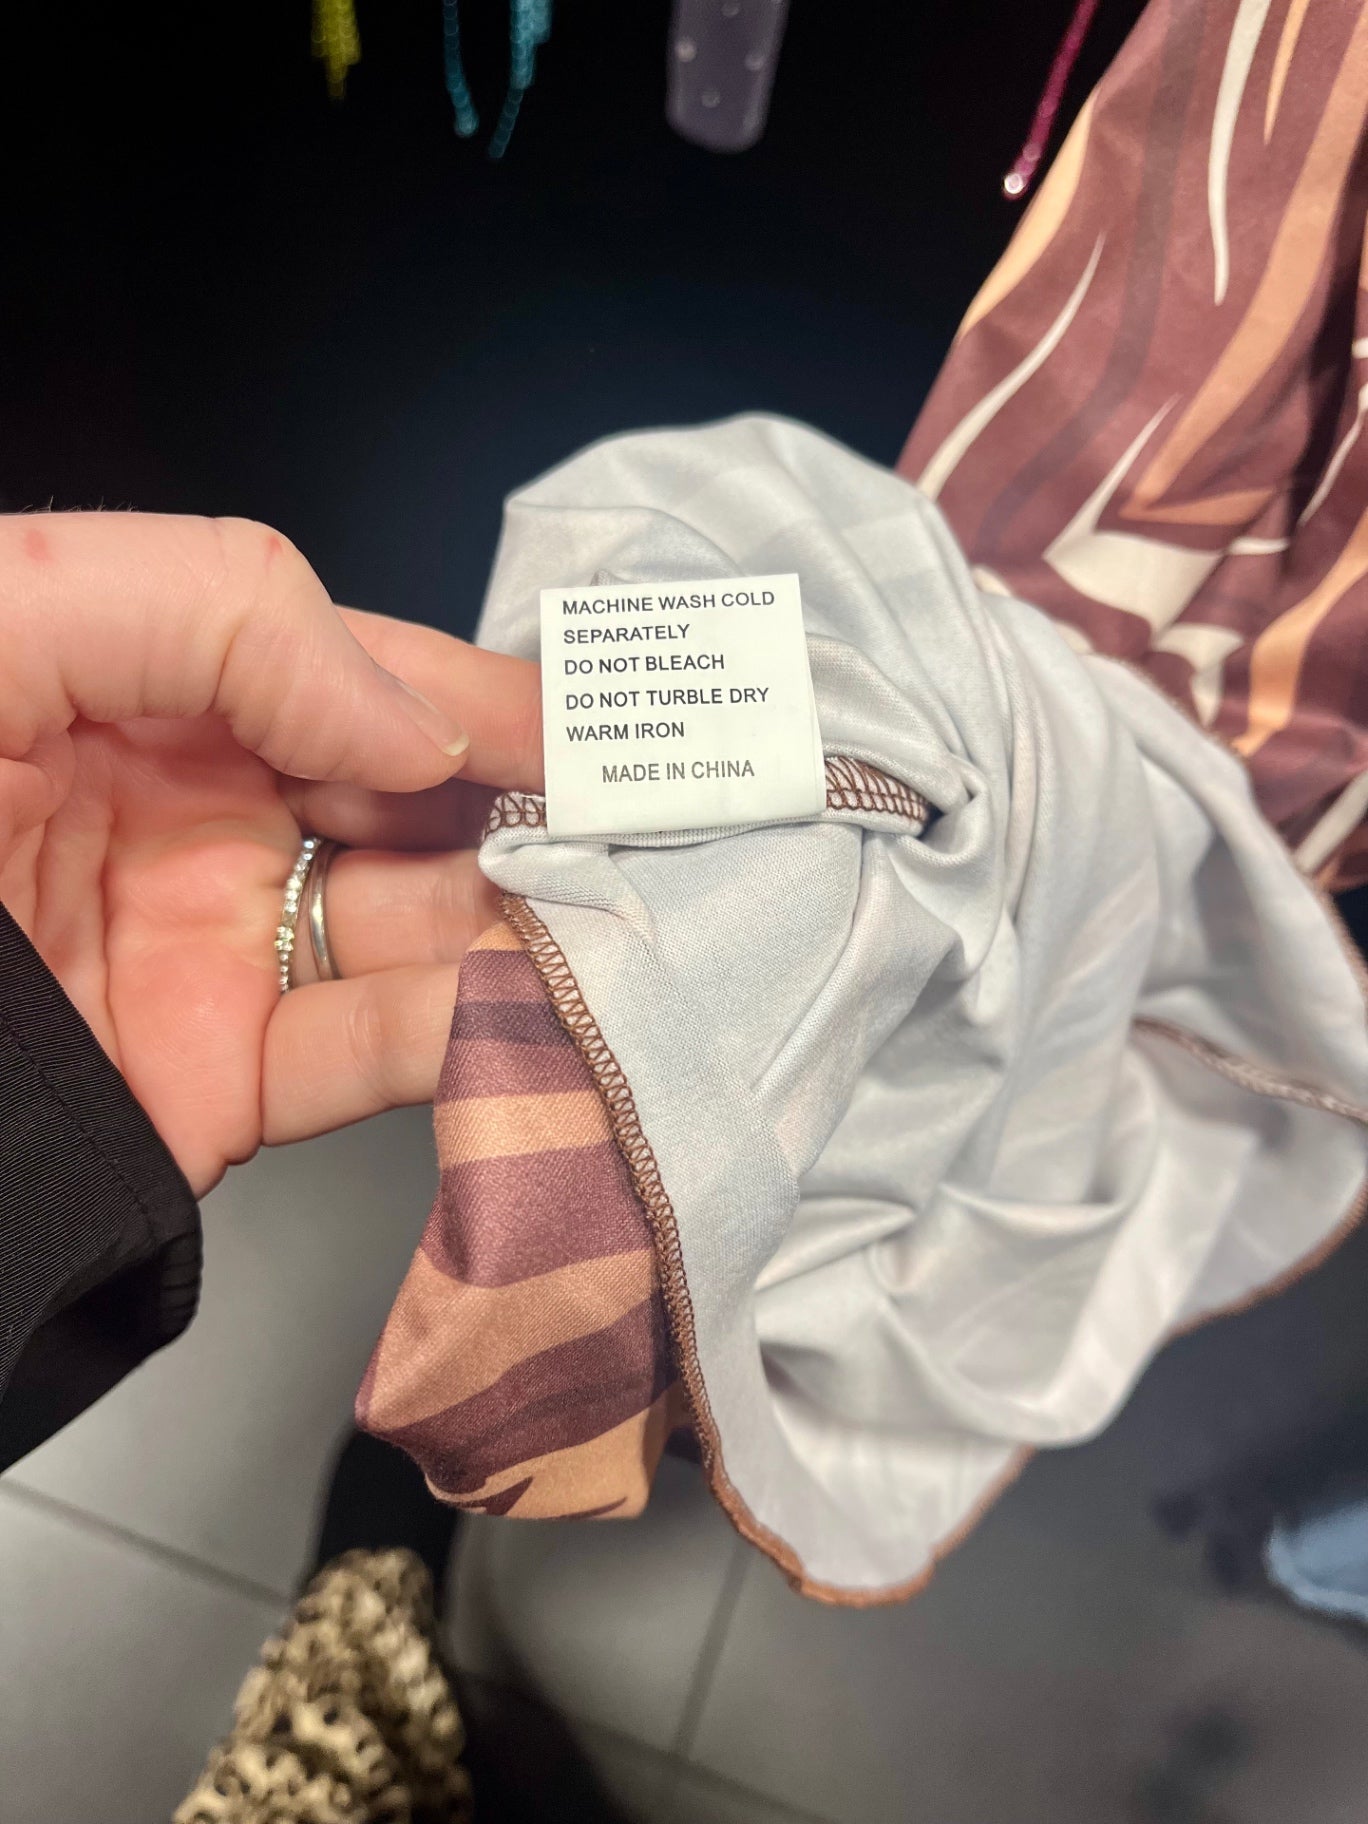 MACHINE WASH COLD
SEPARATELY
DO NOT BLEACH
DO NOT TURBLE DRY
WARM IRON
MADE IN CHINA